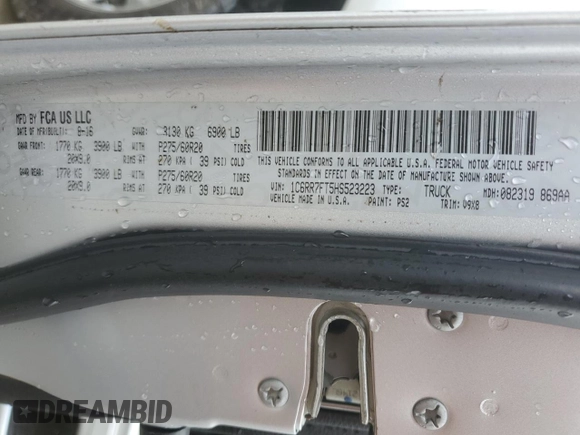 MFD BY FCA US LLC
DATE OF MFR(BUILT): 8-16 GVWR: 3130 KG 6900 LB
GAWR FRONT: 1770 KG 3900 LB WITH P275/60R20 TIRES
20X9.0 RIMS AT 270 KPA ( 39 PSI) COLD
GAWR REAR: 1770 KG 3900 LB WITH P275/60R20 TIRES
20X9.0 RIMS AT 270 KPA ( 39 PSI) COLD
THIS VEHICLE CONFORMS TO ALL APPLICABLE U.S.A. FEDERAL MOTOR VEHICLE SAFETY
STANDARDS IN EFFECT ON THE DATE OF MANUFACTURE SHOWN ABOVE.
VIN: 1C6RR7FT5HS523223 TYPE: TRUCK MDH: 082319 869AA
VEHICLE MADE IN U.S.A. PAINT: PS2 TRIM: V9X8
DREAMBID